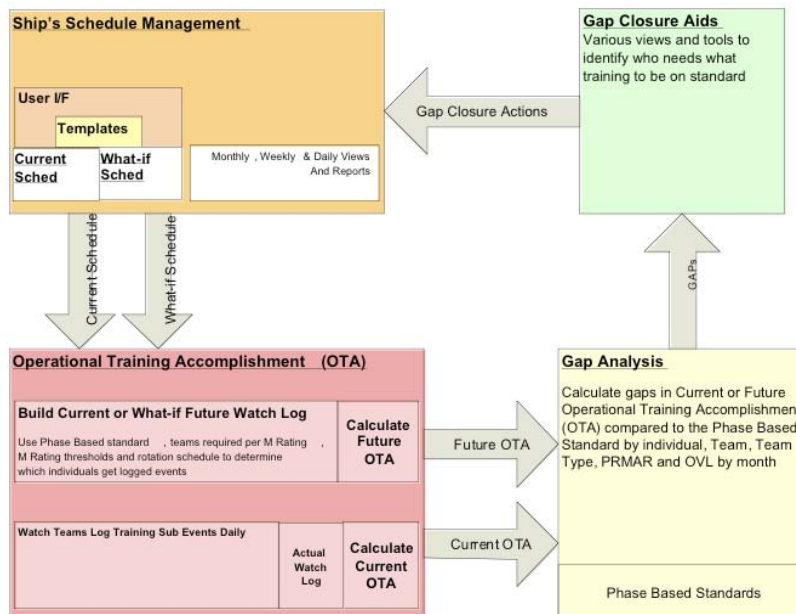 Ship's Schedule Management
User I/F
Templates
Current
Sched
What-if
Sched
Monthly , Weekly & Daily Views
And Reports
Gap Closure Actions
Gap Closure Aids
Various views and tools to
identify who needs what
training to be on standard
Current Schedule
What-if Schedule
GAPs
Operational Training Accomplishment (OTA)
Build Current or What-if Future Watch Log
Use Phase Based standard , teams required per M Rating ,
M Rating thresholds and rotation schedule to determine
which individuals get logged events
Calculate
Future
OTA
Future OTA
Watch Teams Log Training Sub Events Daily
Actual
Watch
Log
Calculate
Current
OTA
Current OTA
Gap Analysis
Calculate gaps in Current or Future
Operational Training Accomplishment
(OTA) compared to the Phase Based
Standard by individual, Team, Team
Type, PRMAR and OVL by month
Phase Based Standards